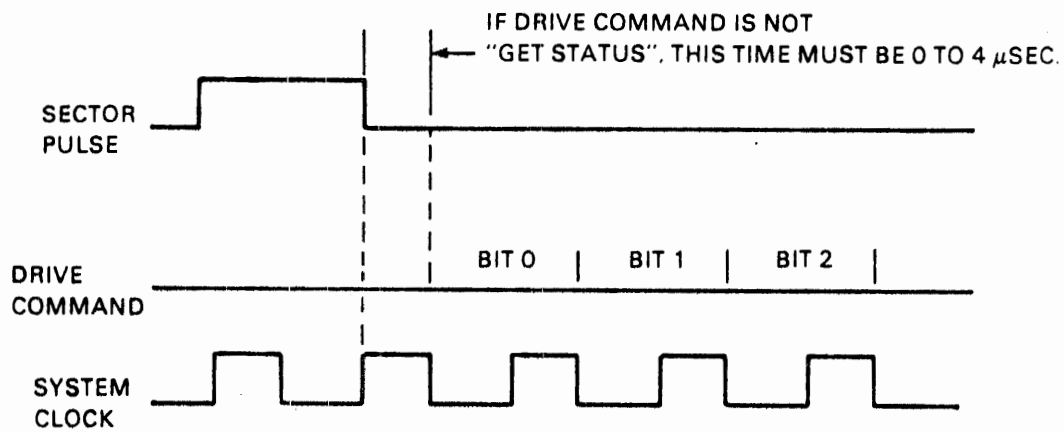 IF DRIVE COMMAND IS NOT
"GET STATUS", THIS TIME MUST BE 0 TO 4 µSEC.
SECTOR
PULSE
BIT 0
BIT 1
BIT 2
DRIVE
COMMAND
SYSTEM
CLOCK